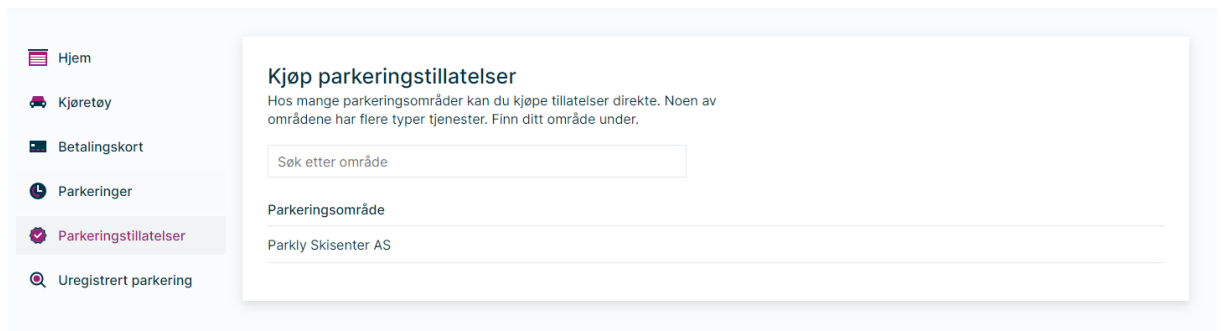 Hjem
Kjøretøy
Betalingskort
Parkeringer
Parkeringstillatelser
Uregistrert parkering
Kjøp parkeringstillatelser
Hos mange parkeringsområder kan du kjøpe tillatelser direkte. Noen av
områdene har flere typer tjenester. Finn ditt område under.
Søk etter område
Parkeringsområde
Parkly Skisenter AS